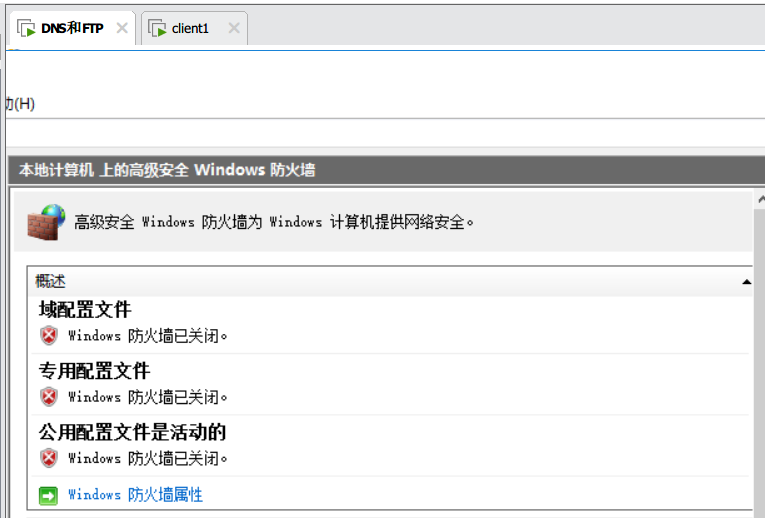 DNS和FTP
client1
(H)
本地计算机 上的高级安全 Windows 防火墙
高级安全 Windows 防火墙为 Windows 计算机提供网络安全。
概述
域配置文件
Windows 防火墙已关闭。
专用配置文件
Windows 防火墙已关闭。
公用配置文件是活动的
Windows 防火墙已关闭。
Windows 防火墙属性